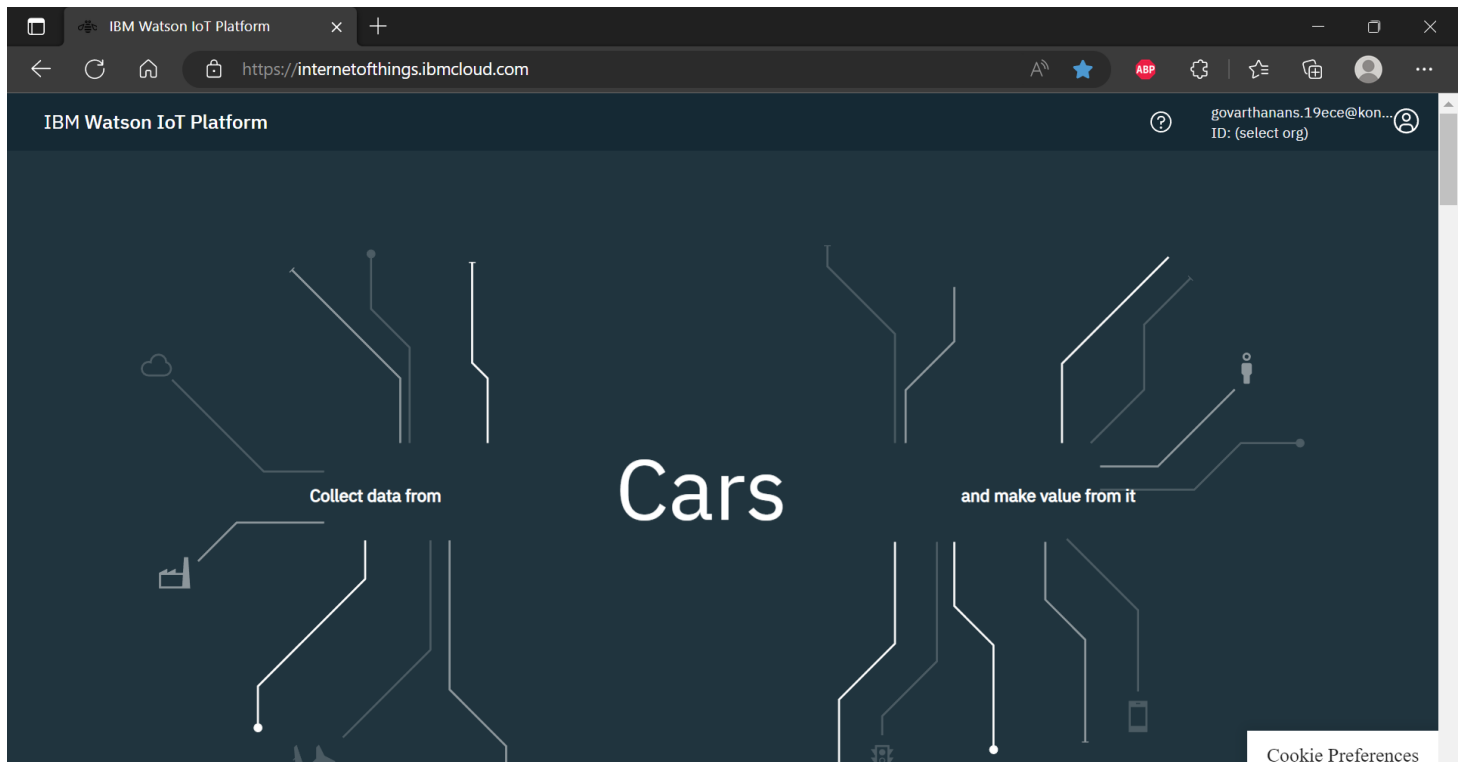 IBM Watson IoT Platform
https://internetofthings.ibmcloud.com
A
ABP
IBM Watson IoT Platform
?
govarthanans.19ece@kon...
ID: (select org)
Collect data from
Cars
and make value from it
Cookie Preferences